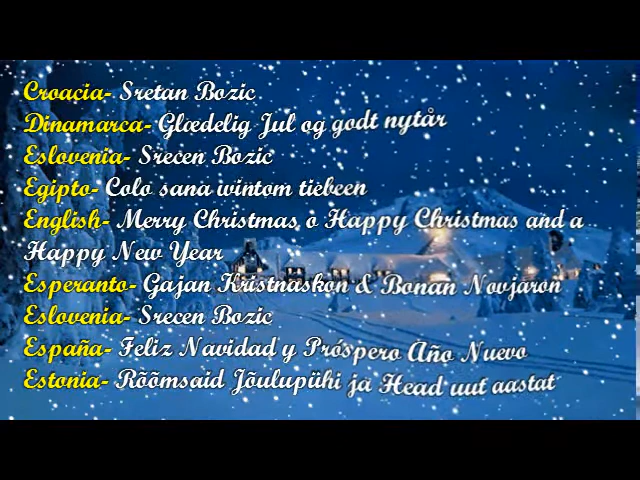 Croacia- Sretan Bozic
Dinamarca- Glædelig Jul og godt nytår
Eslovenia- Srecen Bozic
Egipto- Colo sana wintom tiebeen
English- Merry Christmas o Happy Christmas and a
Happy New Year
Esperanto- Gajan Kristnaskon & Bonan Novjaron
Eslovenia- Srecen Bozic
España- Feliz Navidad y Próspero Año Nuevo
Estonia- Rõõmsaid Jõulupühi ja Head uut aastat